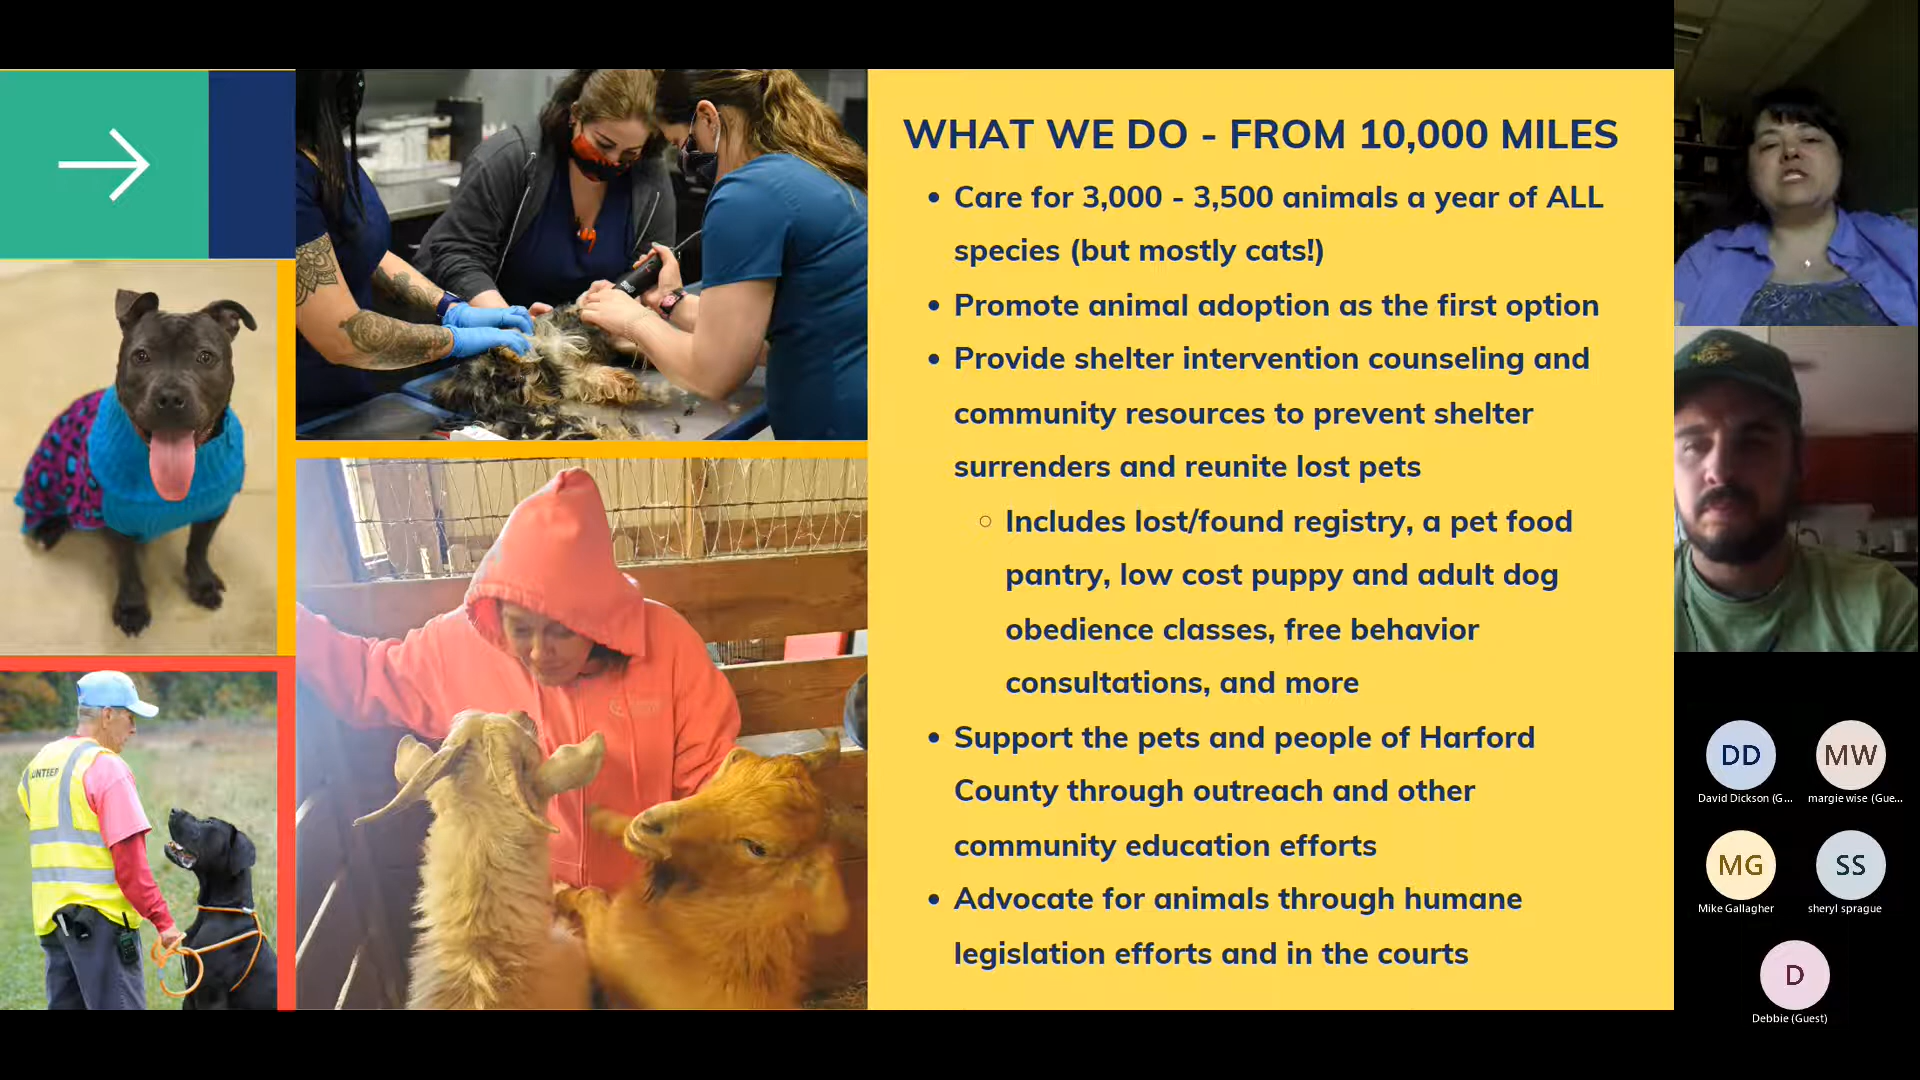 WHAT WE DO - FROM 10,000 MILES
• Care for 3,000 - 3,500 animals a year of ALL
species (but mostly cats!)
• Promote animal adoption as the first option
• Provide shelter intervention counseling and
community resources to prevent shelter
surrenders and reunite lost pets
○ Includes lost/found registry, a pet food
pantry, low cost puppy and adult dog
obedience classes, free behavior
consultations, and more
• Support the pets and people of Harford
County through outreach and other
community education efforts
• Advocate for animals through humane
legislation efforts and in the courts
UNTEER
DD
David Dickson (G...
MW
margie wise (Gue...
MG
Mike Gallagher
SS
sheryl sprague
D
Debbie (Guest)